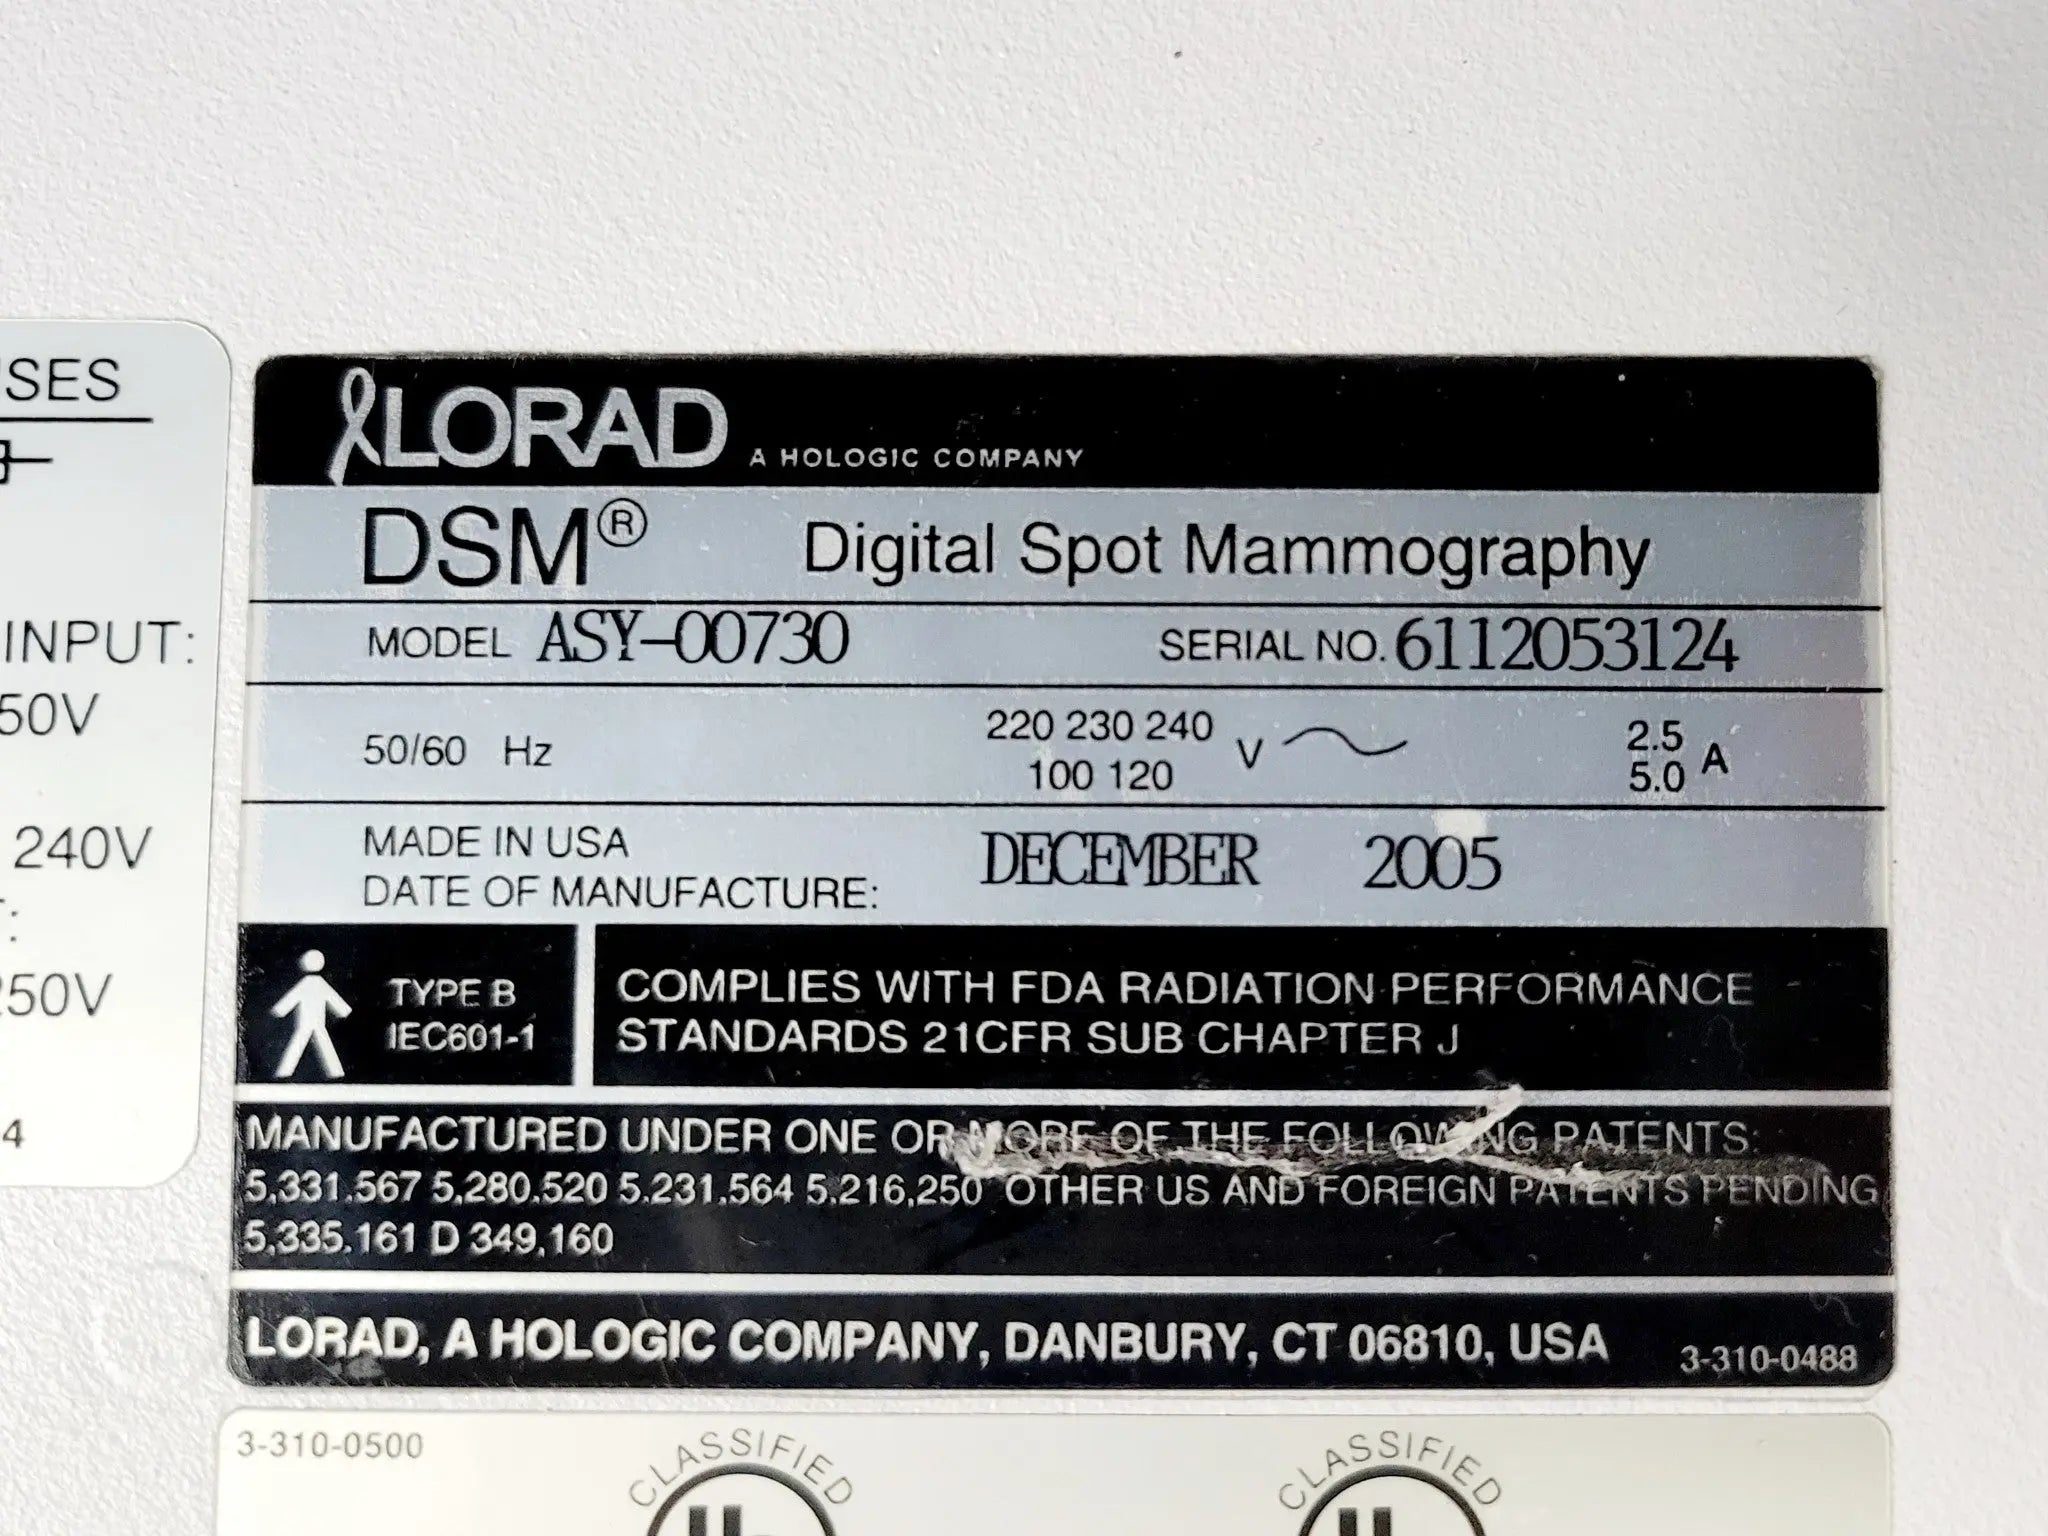 LORAD A HOLOGIC COMPANY
DSM® Digital Spot Mammography
MODEL ASY-00730 SERIAL NO. 6112053124
50/60 Hz 220 230 240 V 2.5 A
100 120 5.0
MADE IN USA
DATE OF MANUFACTURE: DECEMBER 2005
TYPE B
IEC601-1
COMPLIES WITH FDA RADIATION PERFORMANCE
STANDARDS 21CFR SUB CHAPTER J
MANUFACTURED UNDER ONE OR MORE OF THE FOLLOWING PATENTS:
5,331.567 5,280.520 5.231.564 5.216,250 OTHER US AND FOREIGN PATENTS PENDING
5,335.161 D 349,160
LORAD, A HOLOGIC COMPANY, DANBURY, CT 06810, USA 3-310-0488
INPUT:
240V
3-310-0500
CLASSIFIED
CLASSIFIED